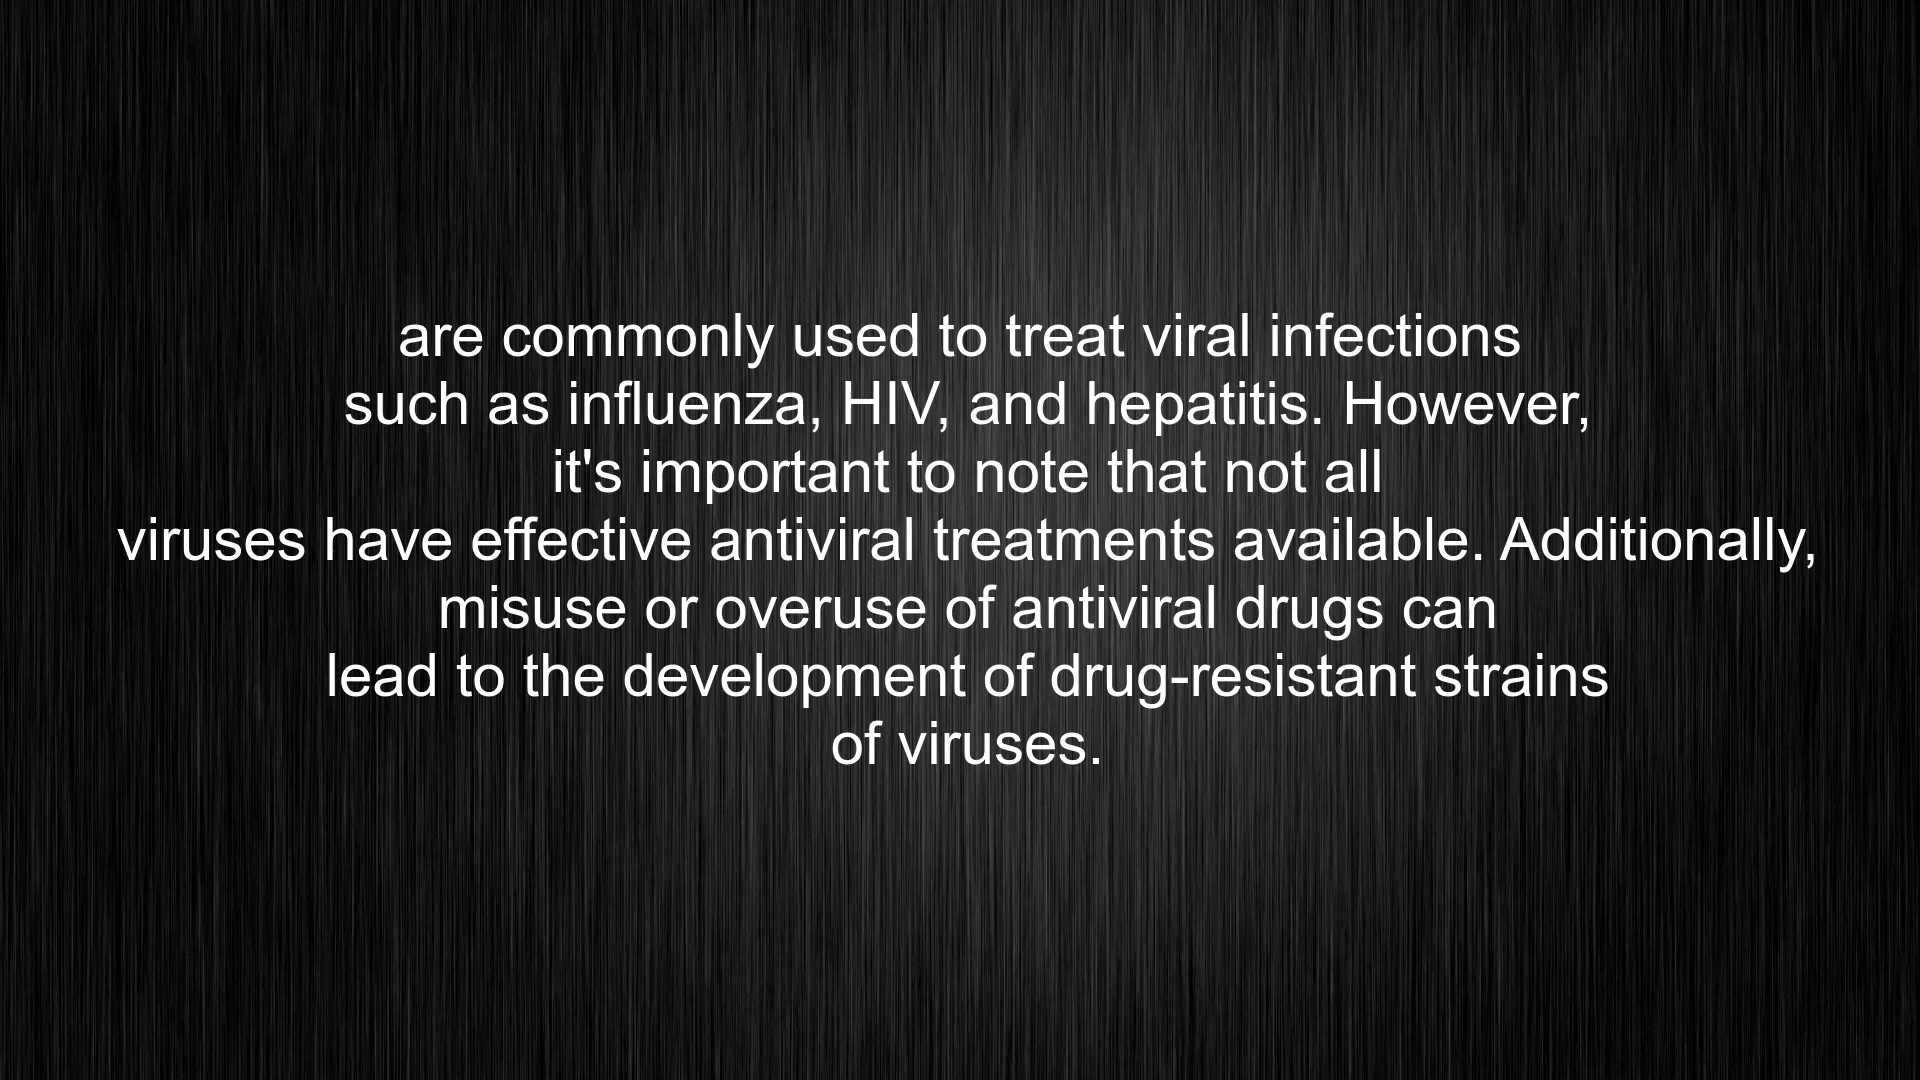 are commonly used to treat viral infections
such as influenza, HIV, and hepatitis. However,
it's important to note that not all
viruses have effective antiviral treatments available. Additionally,
misuse or overuse of antiviral drugs can
lead to the development of drug-resistant strains
of viruses.